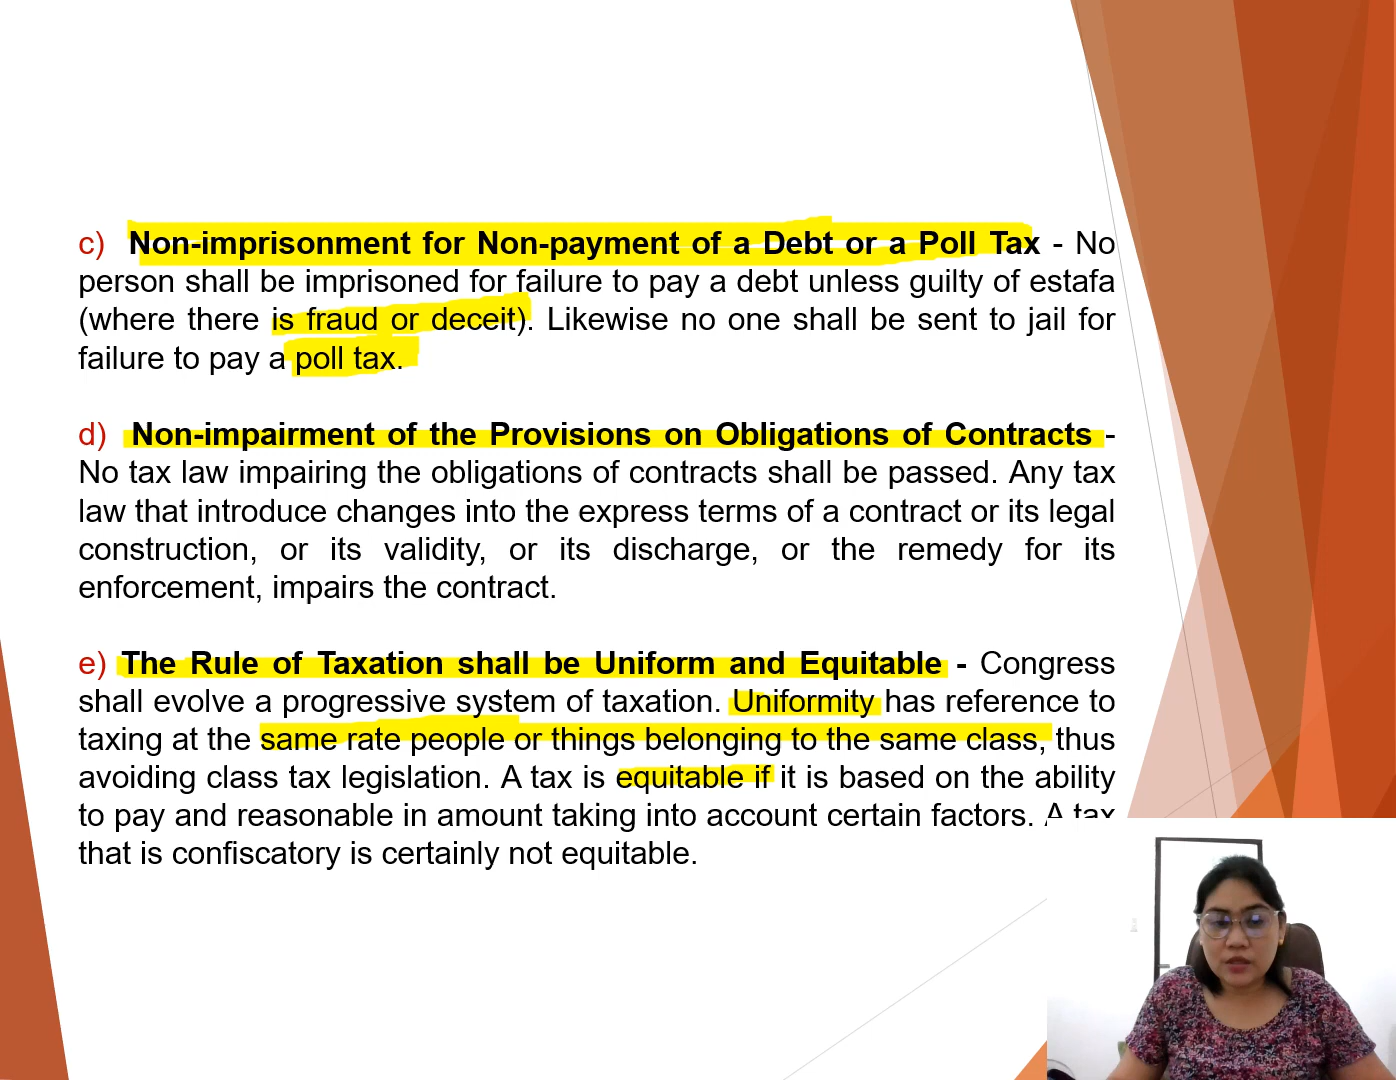 c) Non-imprisonment for Non-payment of a Debt or a Poll Tax - No
person shall be imprisoned for failure to pay a debt unless guilty of estafa
(where there is fraud or deceit). Likewise no one shall be sent to jail for
failure to pay a poll tax.
d) Non-impairment of the Provisions on Obligations of Contracts -
No tax law impairing the obligations of contracts shall be passed. Any tax
law that introduce changes into the express terms of a contract or its legal
construction, or its validity, or its discharge, or the remedy for its
enforcement, impairs the contract.
e) The Rule of Taxation shall be Uniform and Equitable - Congress
shall evolve a progressive system of taxation. Uniformity has reference to
taxing at the same rate people or things belonging to the same class, thus
avoiding class tax legislation. A tax is equitable if it is based on the ability
to pay and reasonable in amount taking into account certain factors. A tax
that is confiscatory is certainly not equitable.